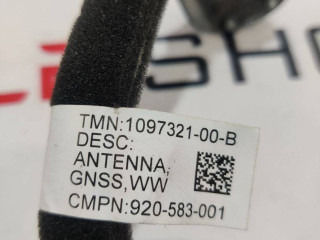 TMN:1097321-00-B
DESC:
ANTENNA,
GNSS,WW
CMPN:920-583-001